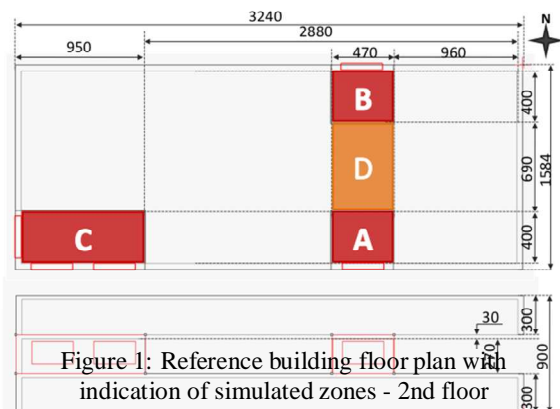 3240
N
2880
950
470
960
B
400
D
690
1584
C
A
400
30
300
170
900
Figure 1: Reference building floor plan with
indication of simulated zones - 2nd floor
300